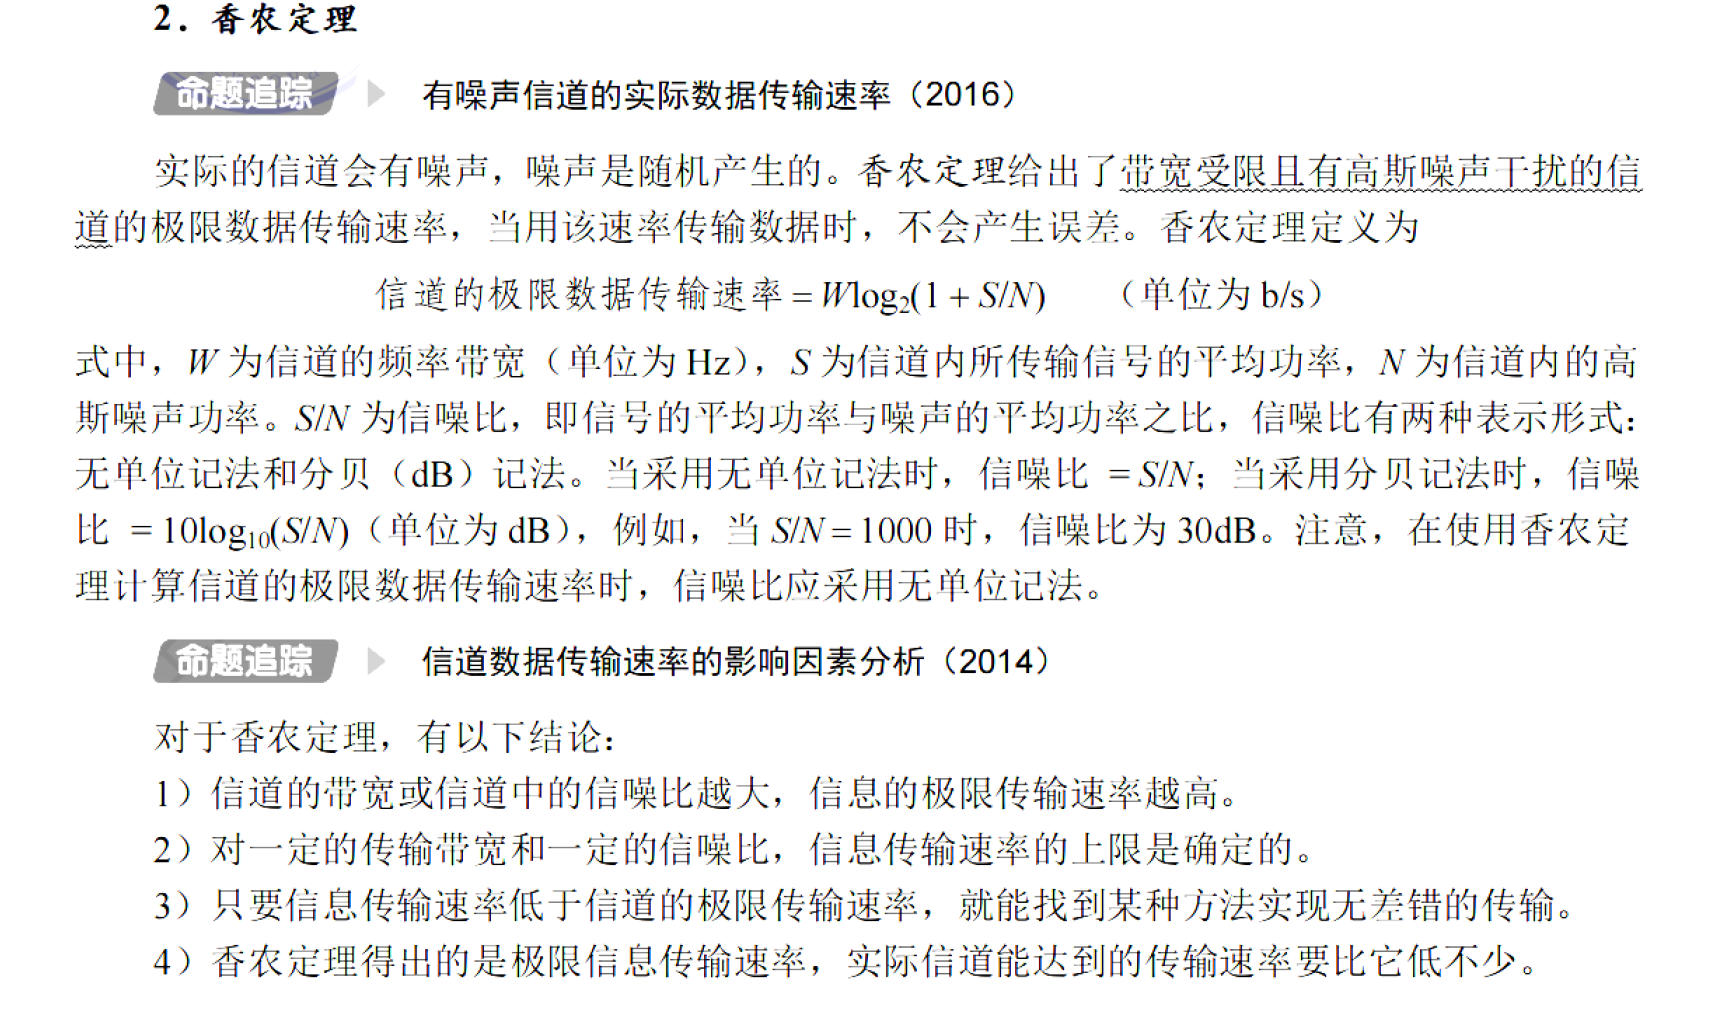 2．香农定理
命题追踪 有噪声信道的实际数据传输速率（2016）
实际的信道会有噪声，噪声是随机产生的。香农定理给出了带宽受限且有高斯噪声干扰的信
道的极限数据传输速率，当用该速率传输数据时，不会产生误差。香农定理定义为
信道的极限数据传输速率 = Wlog₂(1 + S/N) （单位为 b/s）
式中，W 为信道的频率带宽（单位为 Hz），S 为信道内所传输信号的平均功率，N 为信道内的高
斯噪声功率。S/N 为信噪比，即信号的平均功率与噪声的平均功率之比，信噪比有两种表示形式：
无单位记法和分贝（dB）记法。当采用无单位记法时，信噪比 = S/N；当采用分贝记法时，信噪
比 = 10log₁₀(S/N)（单位为 dB），例如，当 S/N = 1000 时，信噪比为 30dB。注意，在使用香农定
理计算信道的极限数据传输速率时，信噪比应采用无单位记法。
命题追踪 信道数据传输速率的影响因素分析（2014）
对于香农定理，有以下结论：
1）信道的带宽或信道中的信噪比越大，信息的极限传输速率越高。
2）对一定的传输带宽和一定的信噪比，信息传输速率的上限是确定的。
3）只要信息传输速率低于信道的极限传输速率，就能找到某种方法实现无差错的传输。
4）香农定理得出的是极限信息传输速率，实际信道能达到的传输速率要比它低不少。